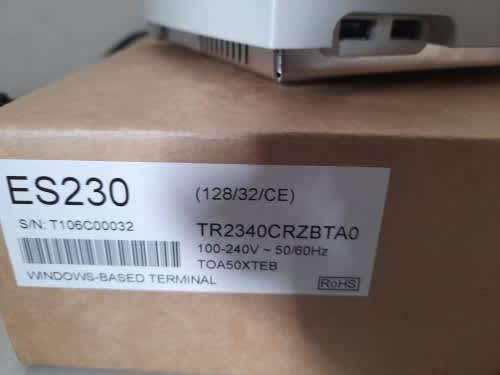 ES230 (128/32/CE)
S/N: T106C00032 TR2340CRZBTA0
100-240V ~ 50/60Hz
TOA50XTEB
WINDOWS-BASED TERMINAL RoHS